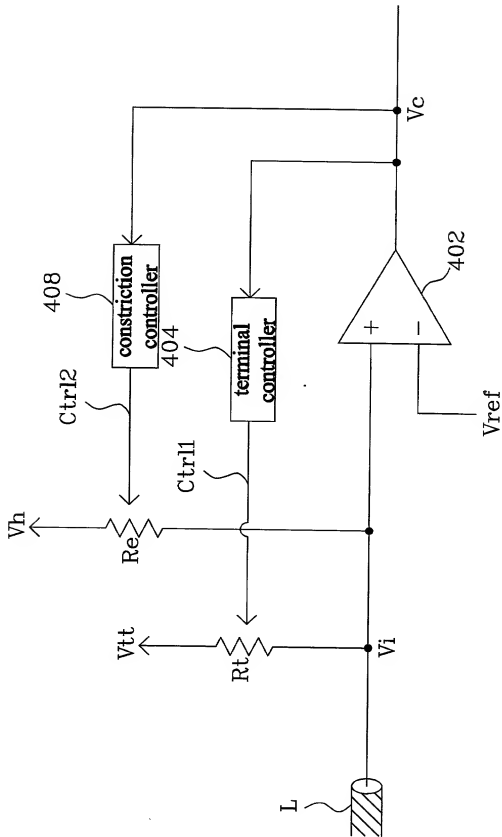 Vh
Vtt
Re
Rt
Ctrl2
Ctrl1
408
constriction
controller
404
terminal
controller
L
Vi
+
−
402
Vref
Vc